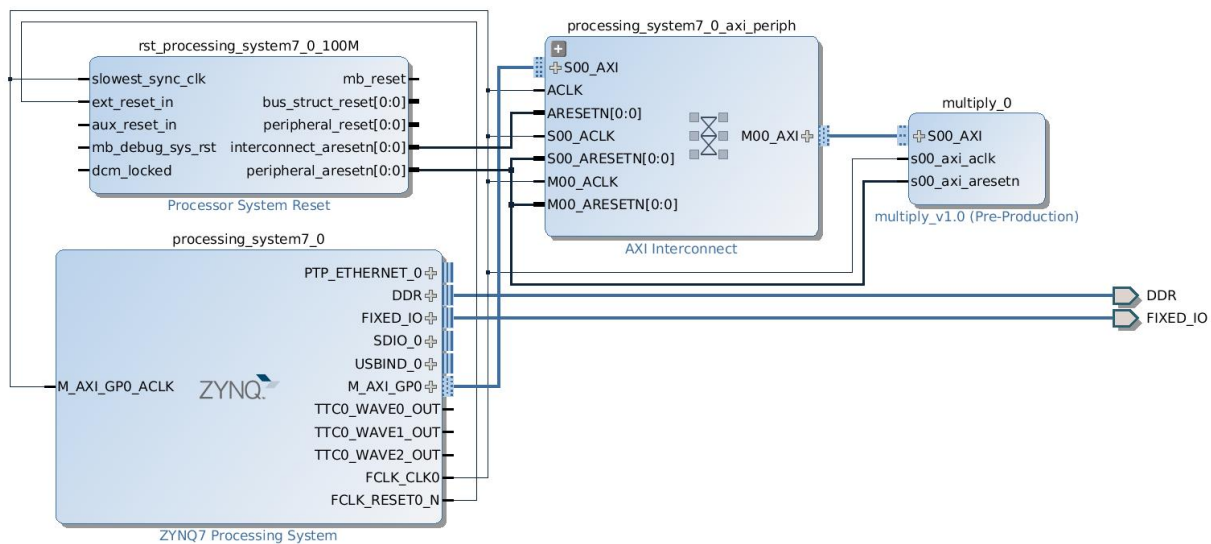 processing_system7_0_axi_periph
rst_processing_system7_0_100M
slowest_sync_clk
ext_reset_in
aux_reset_in
mb_debug_sys_rst
dcm_locked
mb_reset
bus_struct_reset[0:0]
peripheral_reset[0:0]
interconnect_aresetn[0:0]
peripheral_aresetn[0:0]
Processor System Reset
S00_AXI
ACLK
ARESETN[0:0]
S00_ACLK
S00_ARESETN[0:0]
M00_ACLK
M00_ARESETN[0:0]
M00_AXI
AXI Interconnect
multiply_0
S00_AXI
s00_axi_aclk
s00_axi_aresetn
multiply_v1.0 (Pre-Production)
processing_system7_0
M_AXI_GP0_ACLK
ZYNQ
PTP_ETHERNET_0
DDR
FIXED_IO
SDIO_0
USBIND_0
M_AXI_GP0
TTC0_WAVE0_OUT
TTC0_WAVE1_OUT
TTC0_WAVE2_OUT
FCLK_CLK0
FCLK_RESET0_N
ZYNQ7 Processing System
DDR
FIXED_IO